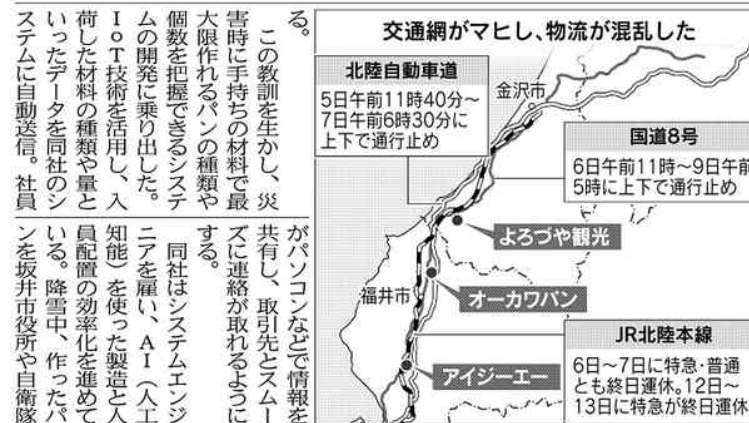 る。
　この教訓を生かし、災
害時に手持ちの材料で最
大限作れるパンの種類や
個数を把握できるシステ
ムの開発に乗り出した。
IoT技術を活用し、入
荷した材料の種類や量と
いったデータを同社のシ
ステムに自動送信。社員
がパソコンなどで情報を
共有し、取引先とスムー
ズに連絡が取れるように
する。
　同社はシステムエンジ
ニアを雇い、AI（人工
知能）を使った製造と人
員配置の効率化を進めて
いる。降雪中、作ったパ
ンを坂井市役所や自衛隊
交通網がマヒし、物流が混乱した
北陸自動車道
5日午前11時40分～
7日午前6時30分に
上下で通行止め
金沢市
国道8号
6日午前11時～9日午前
5時に上下で通行止め
よろづや観光
福井市
オーカワパン
アイジーエー
JR北陸本線
6日～7日に特急・普通
とも終日運休。12日～
13日に特急が終日運休